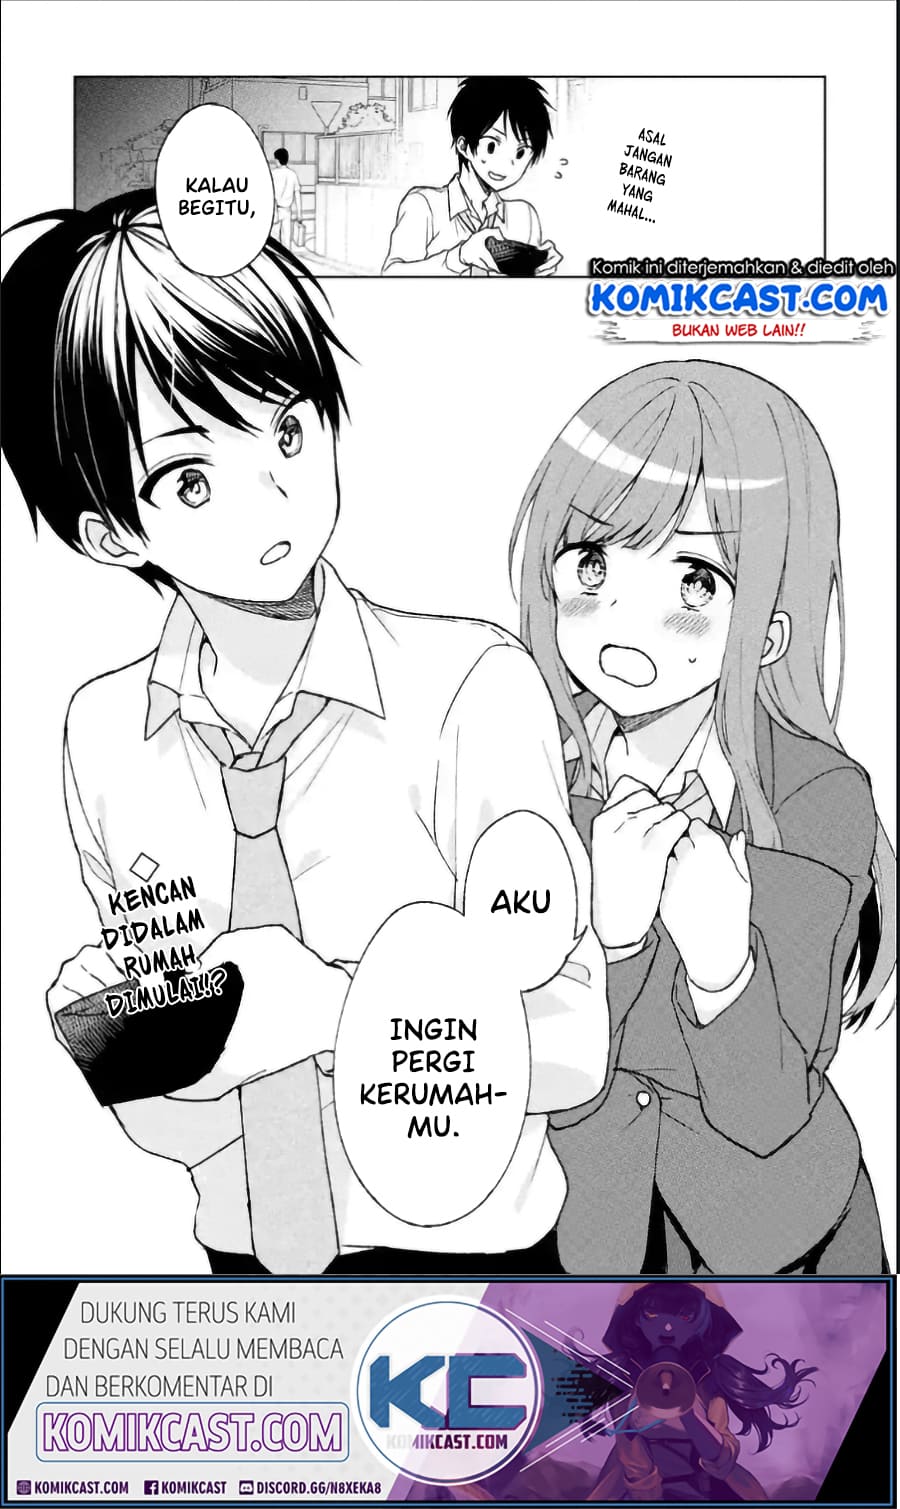 ASAL
JANGAN
BARANG
YANG
MAHAL...
KALAU
BEGITU,
Komik ini diterjemahkan & diedit oleh
KOMIKCAST.COM
BUKAN WEB LAIN!!
AKU
INGIN
PERGI
KERUMAH-
MU.
KENCAN
DIDALAM
RUMAH
DIMULAI!!?
DUKUNG TERUS KAMI
DENGAN SELALU MEMBACA
DAN BERKOMENTAR DI
KOMIKCAST.COM
KC
KOMIKCAST.COM
KOMIKCAST.COM
KOMIKCAST
DISCORD.GG/N8XEKA8